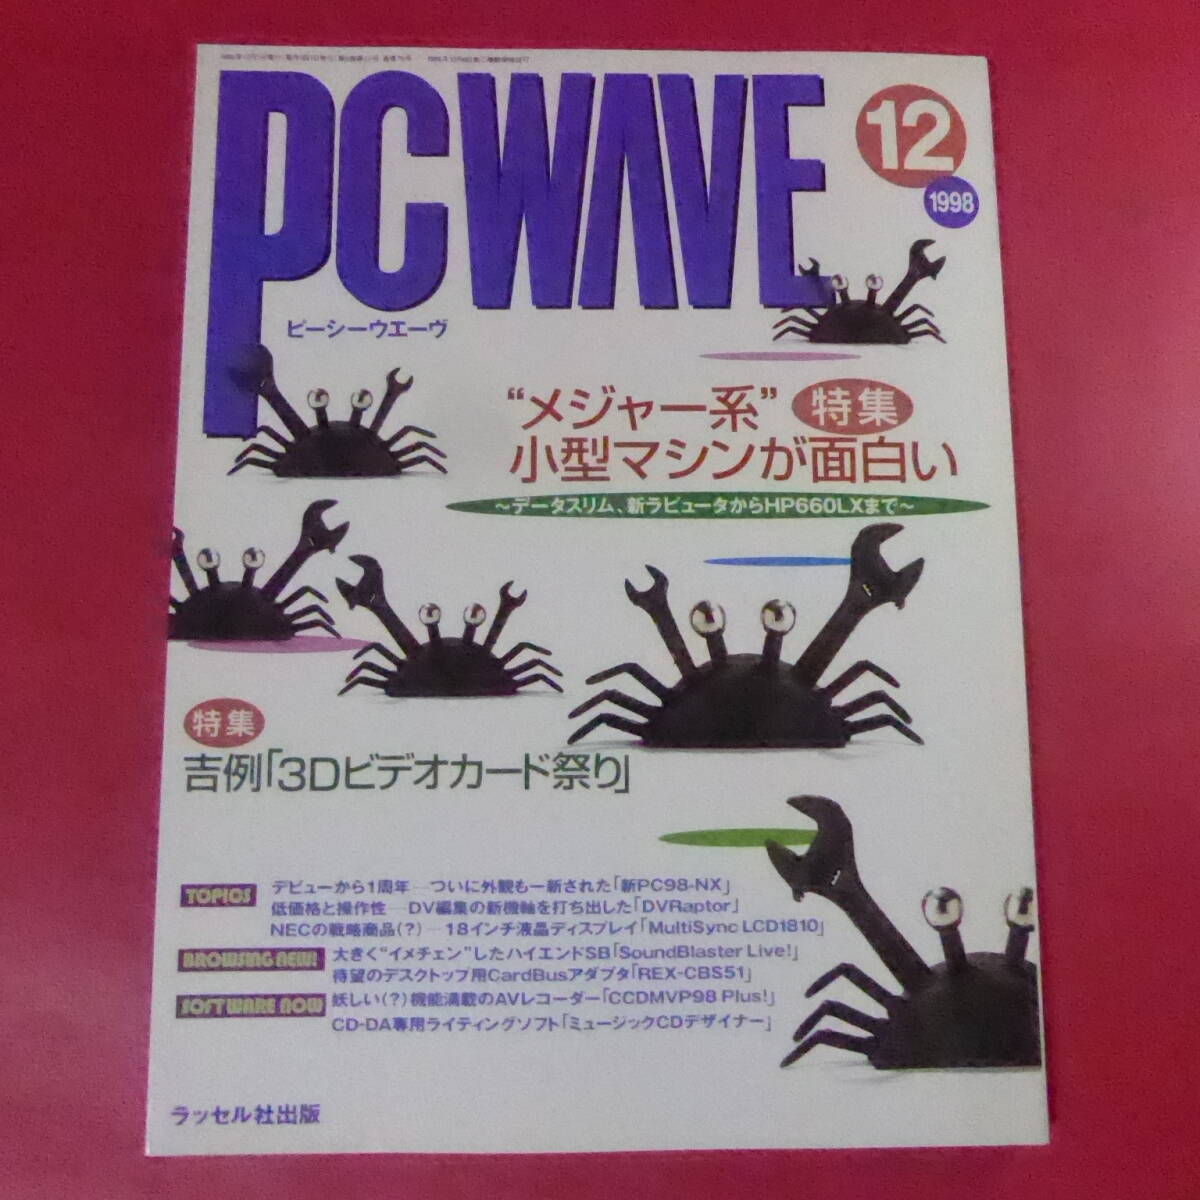 PCWAVE
12
1998
ピーシーウエーヴ
“メジャー系” 特集
小型マシンが面白い
～データスリム、新ラビュータからHP660LXまで～
特集
吉例「3Dビデオカード祭り」
TOPICS
デビューから1周年─ついに外観も一新された「新PC98-NX」
低価格と操作性─DV編集の新機軸を打ち出した「DVRaptor」
NECの戦略商品(?)─18インチ液晶ディスプレイ「MultiSync LCD1810」
BROWSING NEW!
大きく“イメチェン”したハイエンドSB「SoundBlaster Live!」
待望のデスクトップ用CardBusアダプタ「REX-CBS51」
SOFTWARE NOW
妖しい(?)機能満載のAVレコーダー「CCDMVP98 Plus!」
CD-DA専用ライティングソフト「ミュージックCDデザイナー」
ラッセル社出版